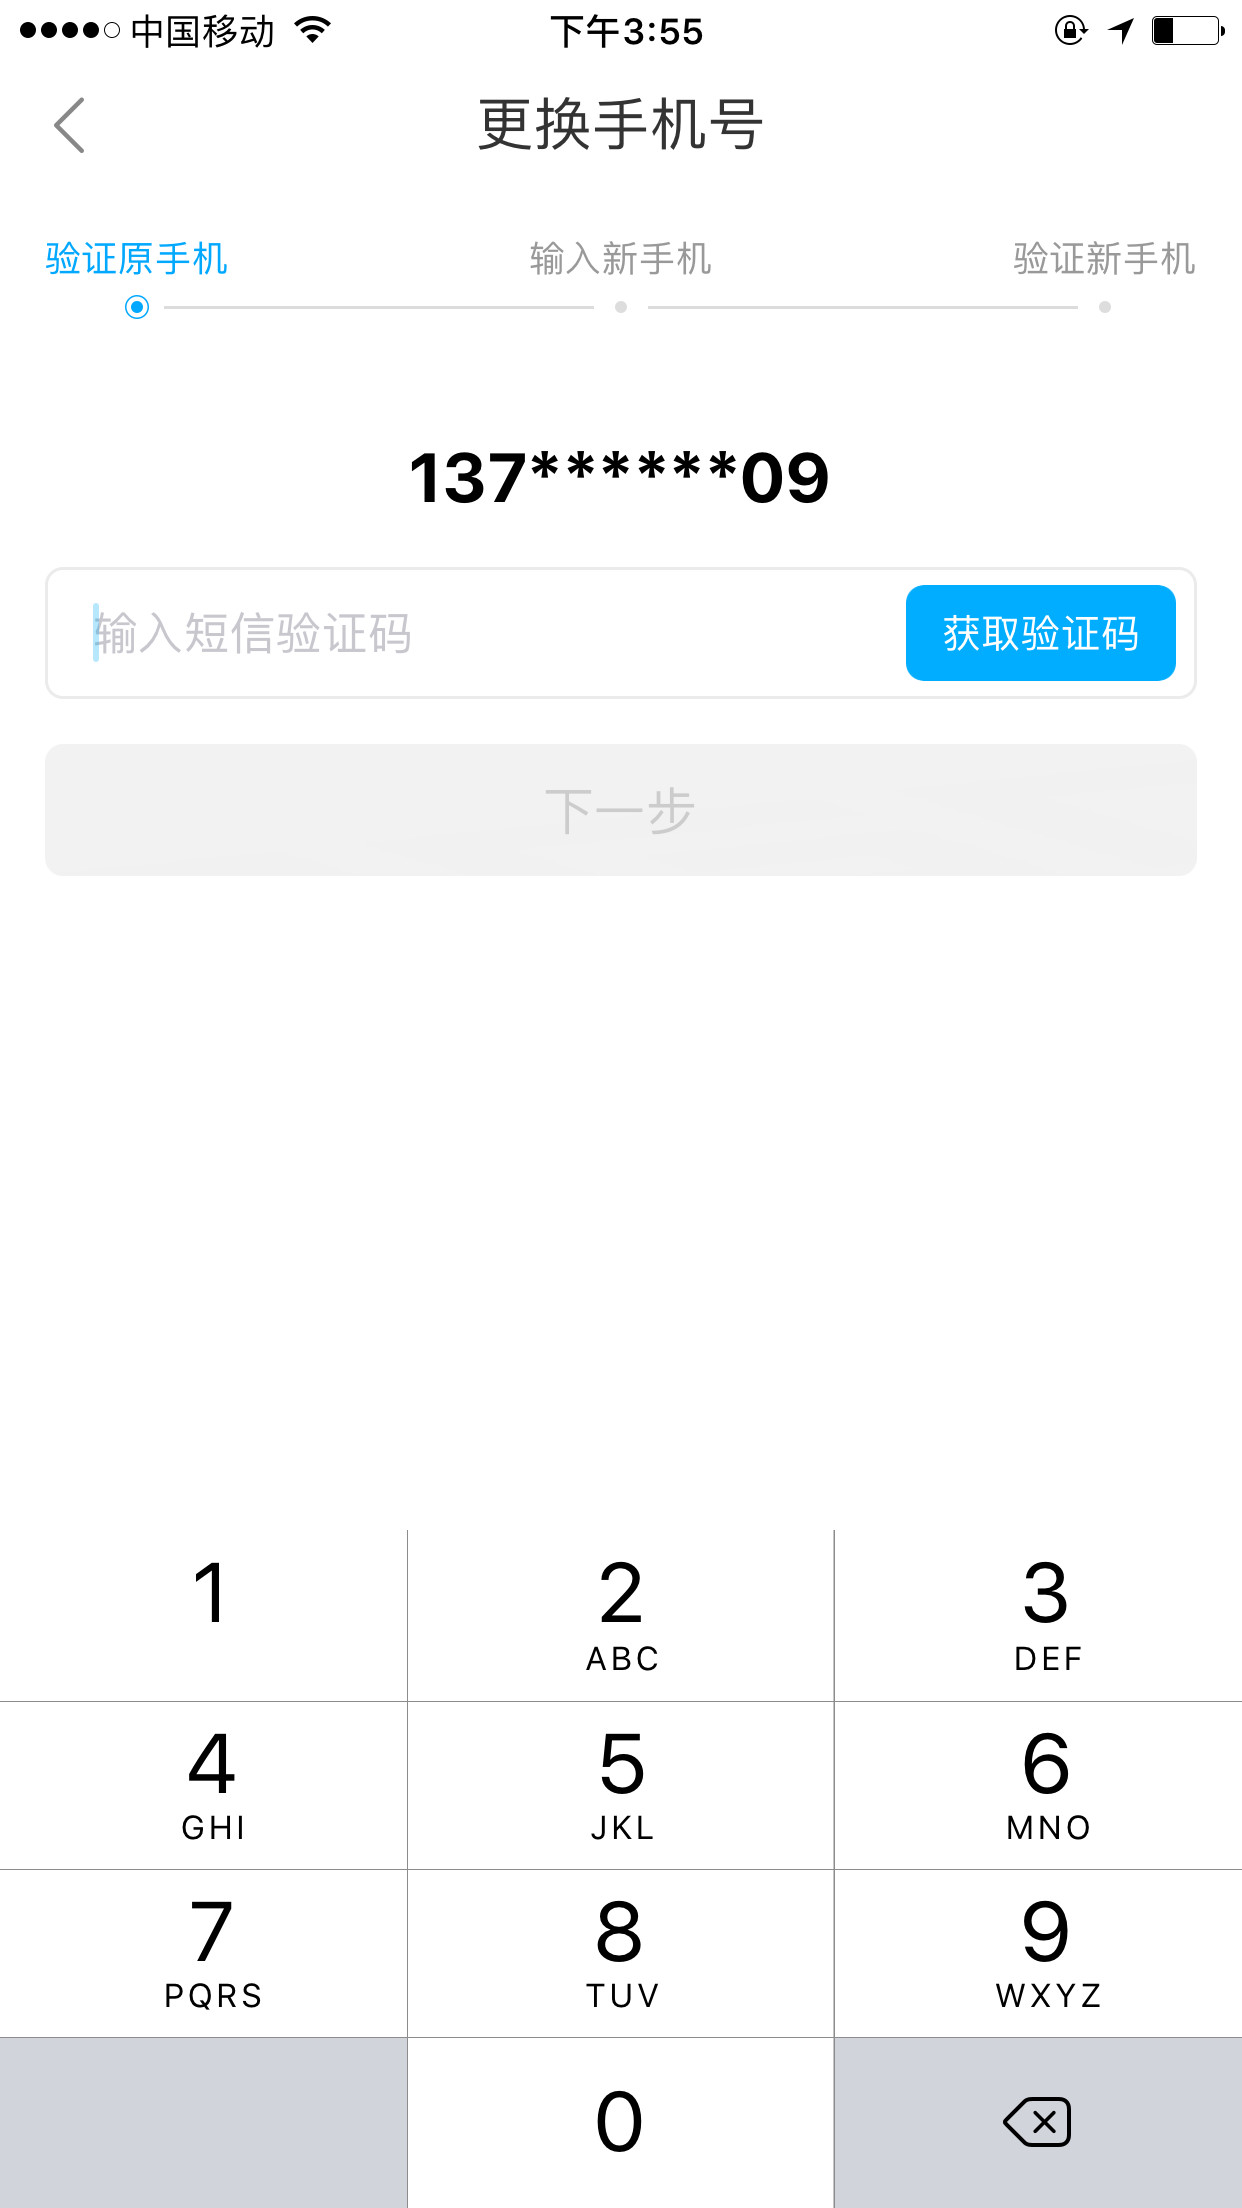 中国移动 下午3:55
更换手机号
验证原手机 输入新手机 验证新手机
137******09
输入短信验证码 获取验证码
下一步
1 2 3
ABC DEF
4 5 6
GHI JKL MNO
7 8 9
PQRS TUV WXYZ
0